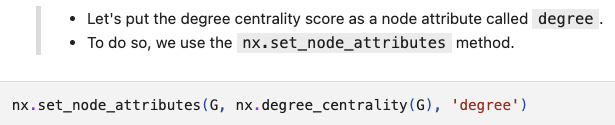 • Let's put the degree centrality score as a node attribute called degree.
• To do so, we use the nx.set_node_attributes method.
nx.set_node_attributes(G, nx.degree_centrality(G), 'degree')